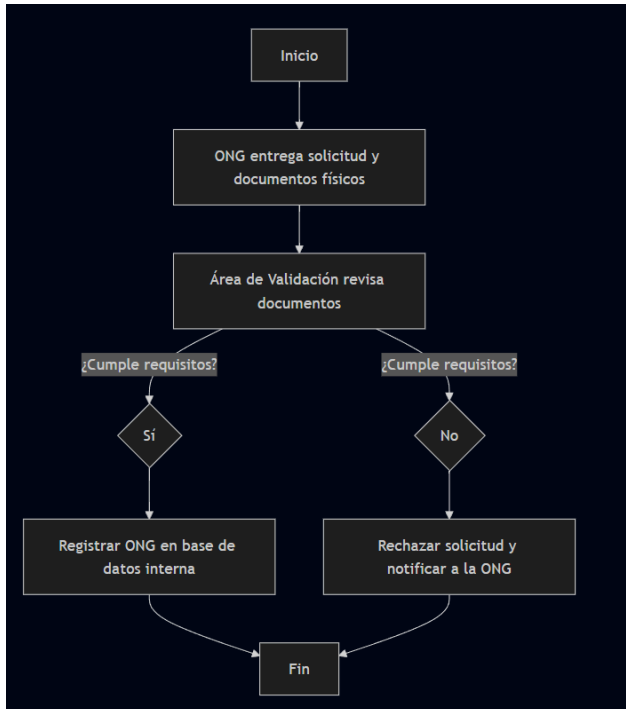 Inicio
ONG entrega solicitud y
documentos físicos
Área de Validación revisa
documentos
¿Cumple requisitos?
¿Cumple requisitos?
Sí
No
Registrar ONG en base de
datos interna
Rechazar solicitud y
notificar a la ONG
Fin